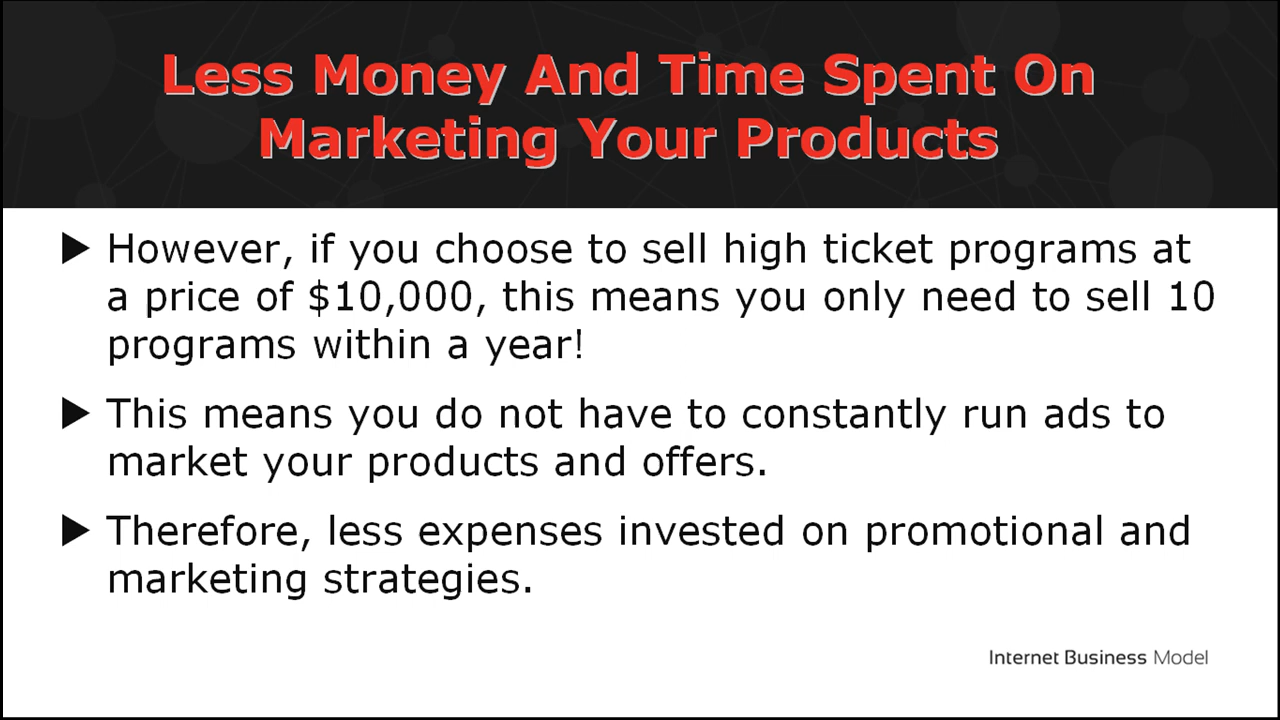 Less Money And Time Spent On
Marketing Your Products
However, if you choose to sell high ticket programs at
a price of $10,000, this means you only need to sell 10
programs within a year!
This means you do not have to constantly run ads to
market your products and offers.
Therefore, less expenses invested on promotional and
marketing strategies.
Internet Business Model